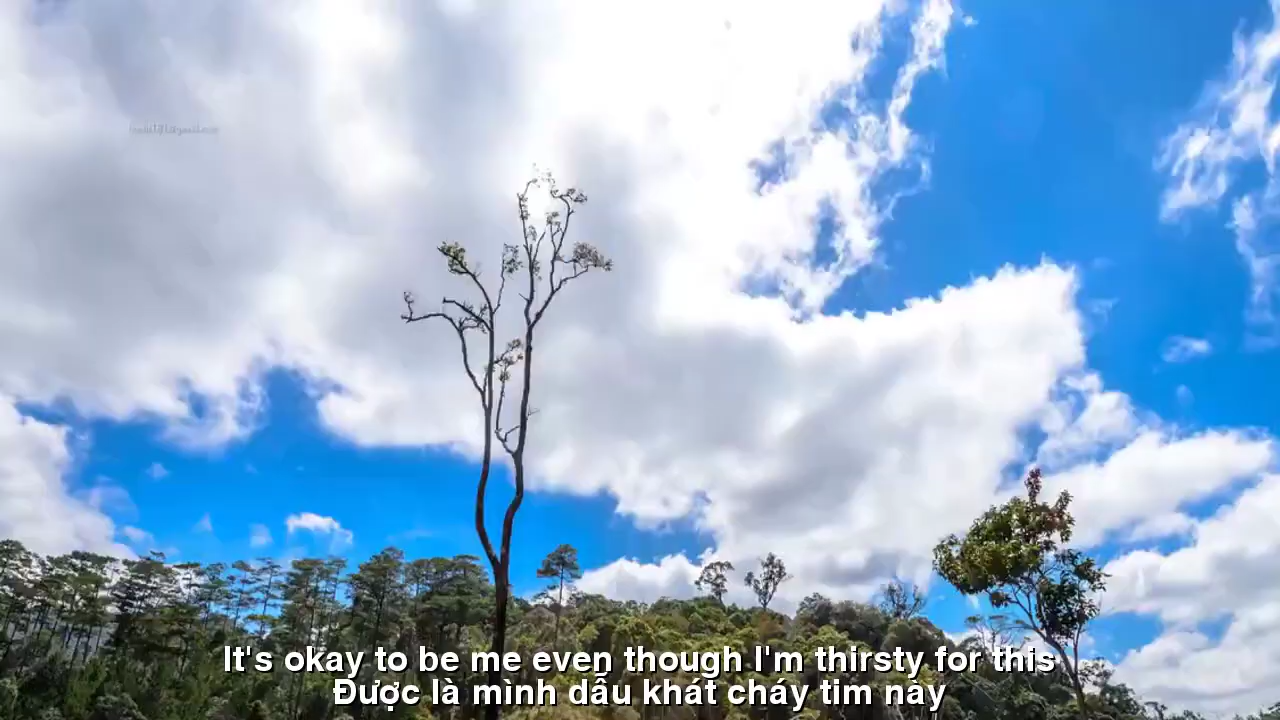 It's okay to be me even though I'm thirsty for this
Được là mình dẫu khát cháy tim này